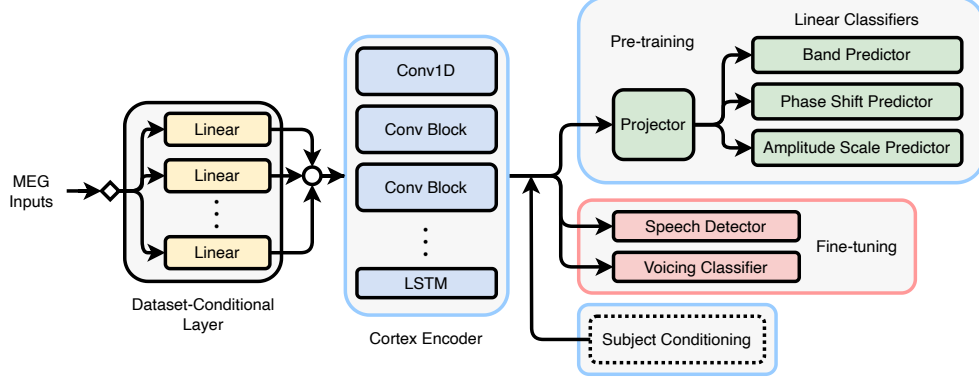 MEG
Inputs
Linear
Linear
Linear
Dataset-Conditional
Layer
Conv1D
Conv Block
Conv Block
LSTM
Cortex Encoder
Pre-training
Linear Classifiers
Projector
Band Predictor
Phase Shift Predictor
Amplitude Scale Predictor
Speech Detector
Voicing Classifier
Fine-tuning
Subject Conditioning